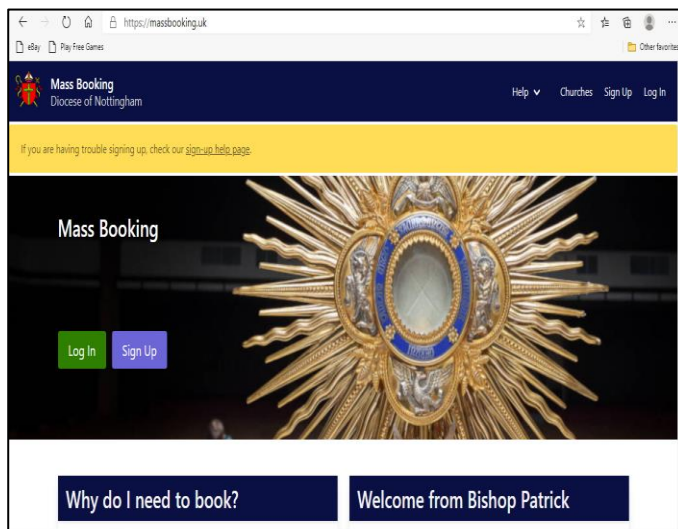 https://massbooking.uk
eBay Play Free Games Other favorites
Mass Booking
Diocese of Nottingham
Help Churches Sign Up Log In
If you are having trouble signing up, check our sign-up help page.
Mass Booking
Log In Sign Up
Why do I need to book? Welcome from Bishop Patrick